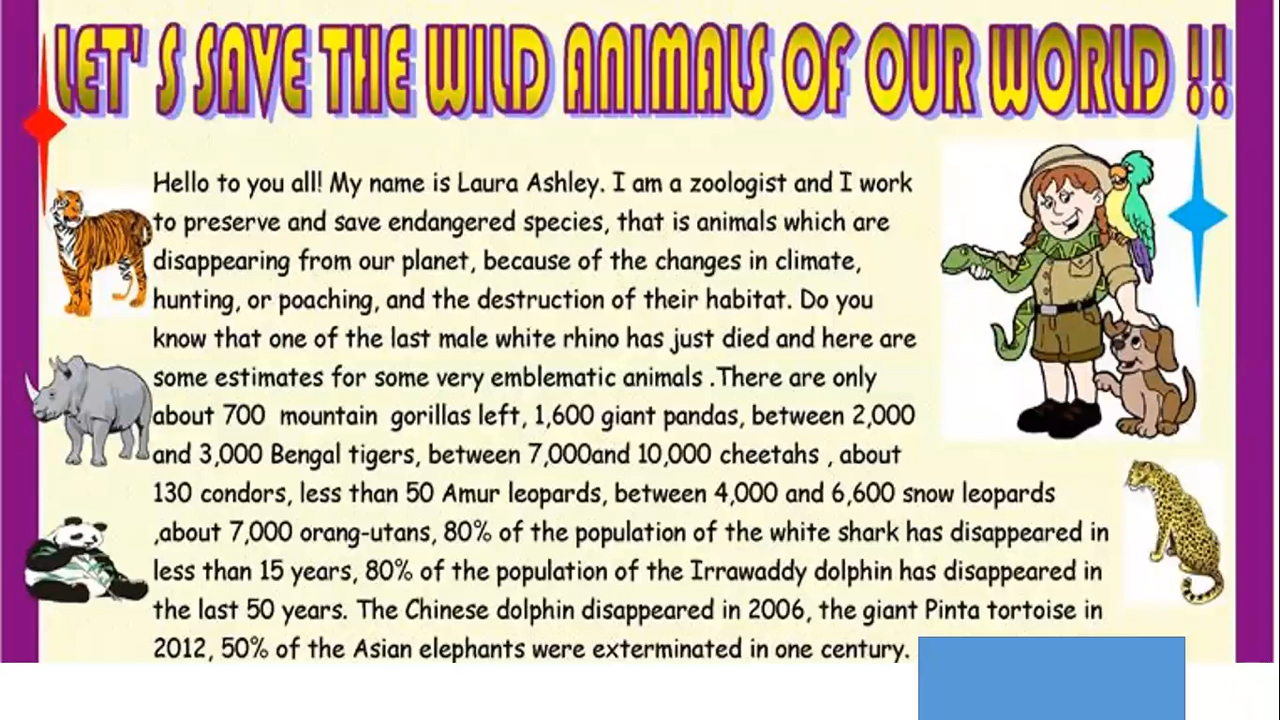 LET' S SAVE THE WILD ANIMALS OF OUR WORLD !!
Hello to you all! My name is Laura Ashley. I am a zoologist and I work
to preserve and save endangered species, that is animals which are
disappearing from our planet, because of the changes in climate,
hunting, or poaching, and the destruction of their habitat. Do you
know that one of the last male white rhino has just died and here are
some estimates for some very emblematic animals .There are only
about 700 mountain gorillas left, 1,600 giant pandas, between 2,000
and 3,000 Bengal tigers, between 7,000and 10,000 cheetahs , about
130 condors, less than 50 Amur leopards, between 4,000 and 6,600 snow leopards
,about 7,000 orang-utans, 80% of the population of the white shark has disappeared in
less than 15 years, 80% of the population of the Irrawaddy dolphin has disappeared in
the last 50 years. The Chinese dolphin disappeared in 2006, the giant Pinta tortoise in
2012, 50% of the Asian elephants were exterminated in one century.